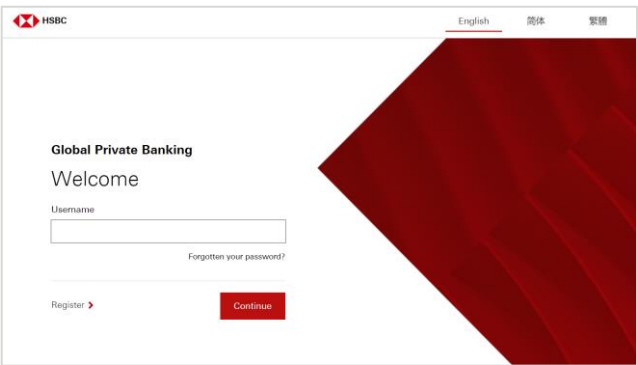 HSBC
English 简体 繁體
Global Private Banking
Welcome
Username
Forgotten your password?
Register
Continue